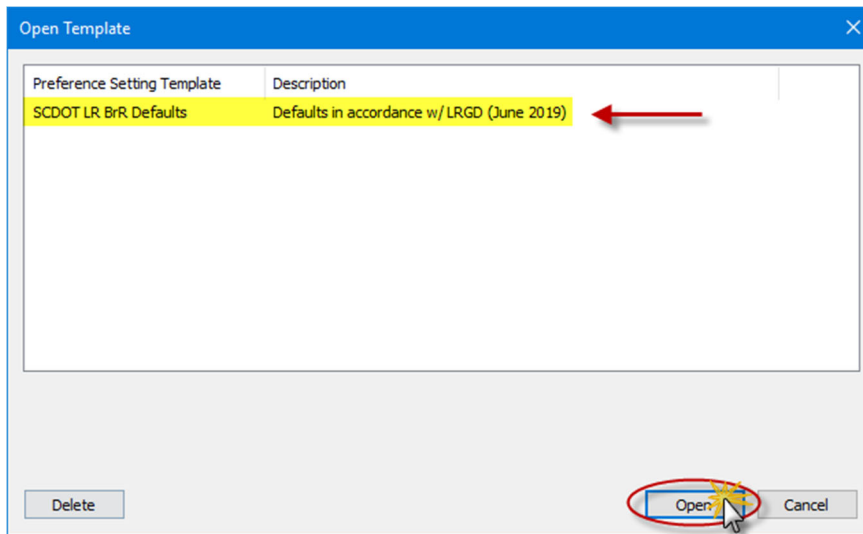 Open Template
Preference Setting Template Description
SCDOT LR BrR Defaults Defaults in accordance w/ LRGD (June 2019)
Delete Open Cancel